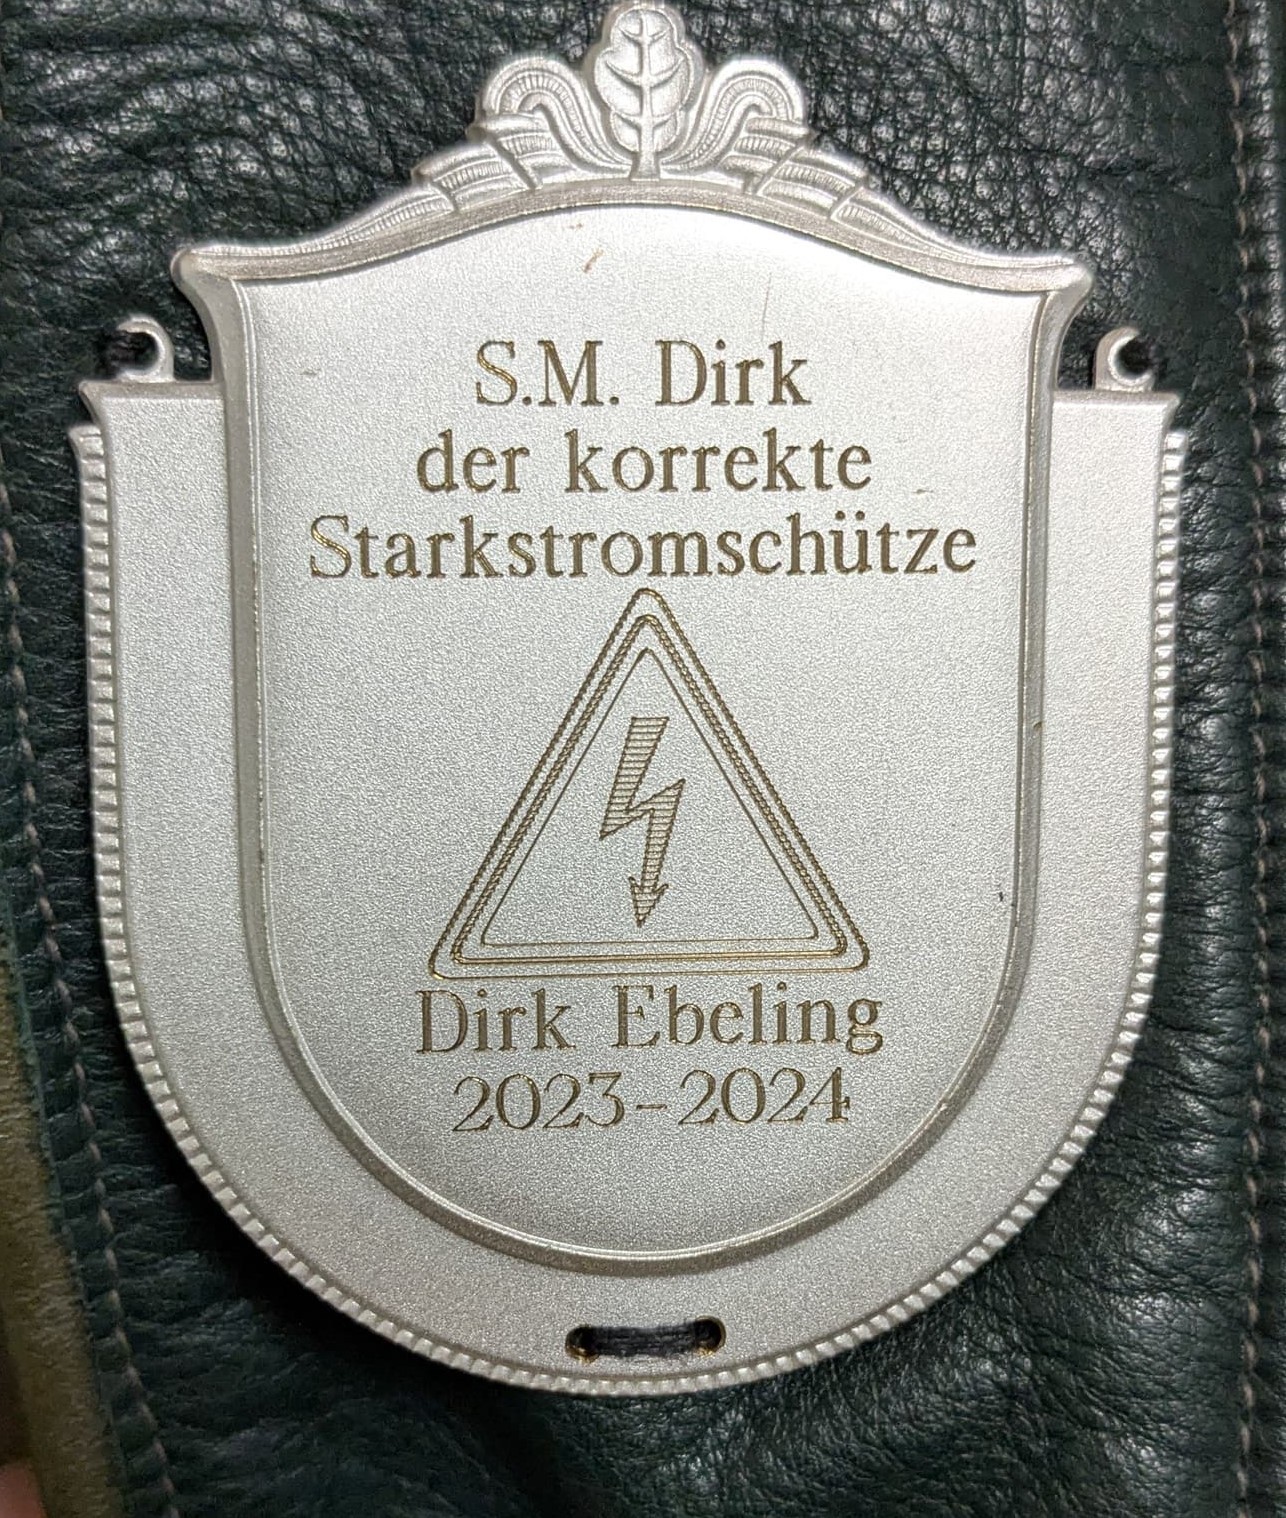 S.M. Dirk
der korrekte
Starkstromschütze
Dirk Ebeling
2023-2024